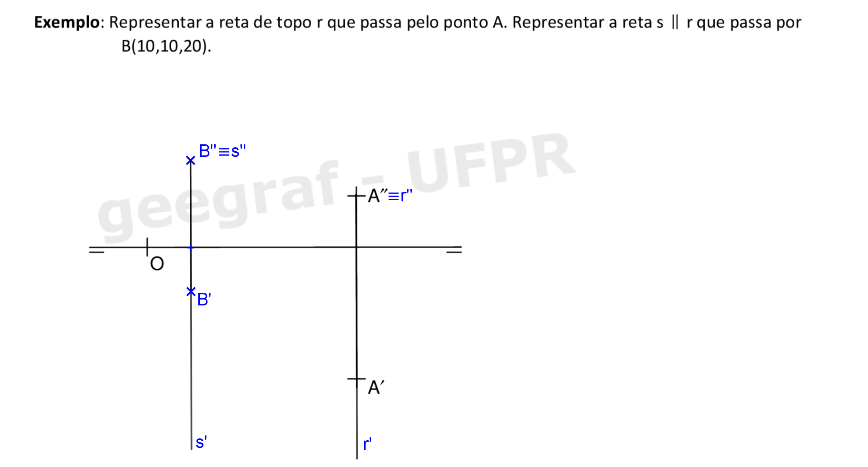 Exemplo: Representar a reta de topo r que passa pelo ponto A. Representar a reta s || r que passa por
B(10,10,20).
B"≡s"
A″≡r"
geegraf - UFPR
O
B'
A′
s'
r'